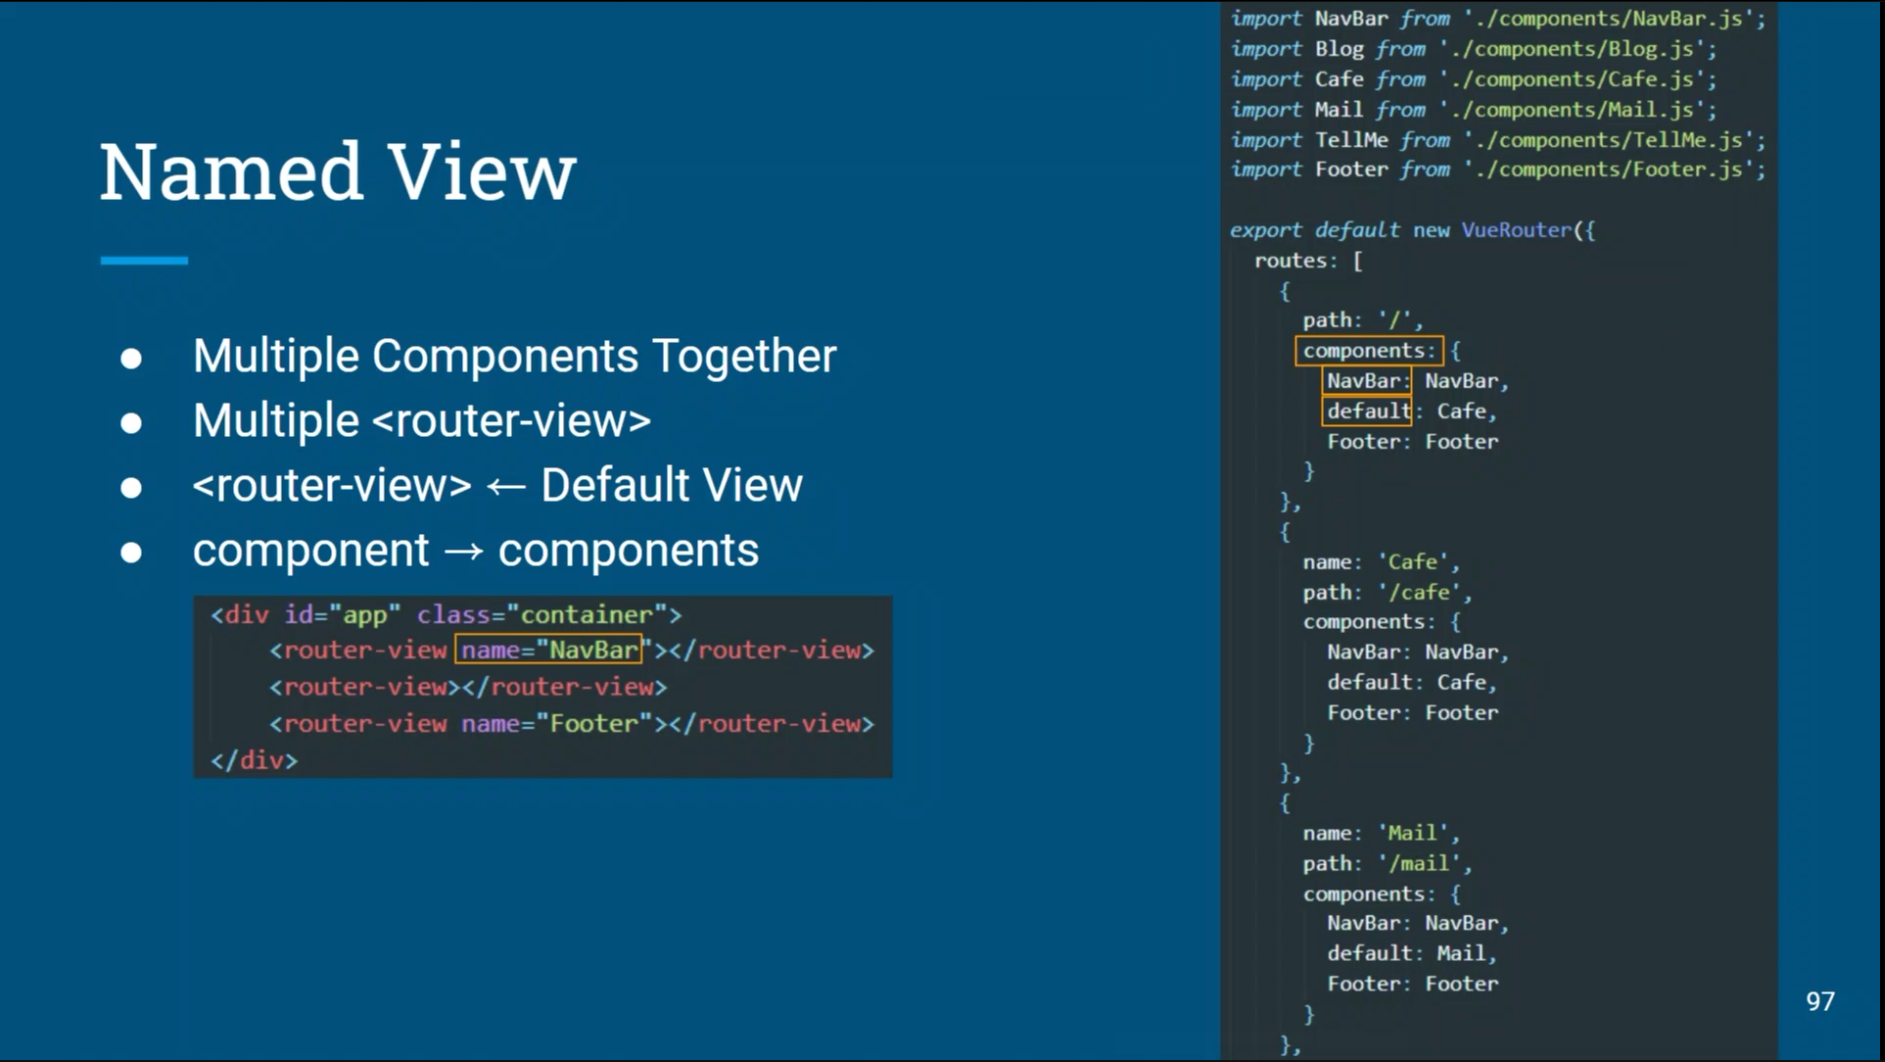 Named View
● Multiple Components Together
● Multiple <router-view>
● <router-view> ← Default View
● component → components
<div id="app" class="container">
    <router-view name="NavBar"></router-view>
    <router-view></router-view>
    <router-view name="Footer"></router-view>
</div>
import NavBar from './components/NavBar.js';
import Blog from './components/Blog.js';
import Cafe from './components/Cafe.js';
import Mail from './components/Mail.js';
import TellMe from './components/TellMe.js';
import Footer from './components/Footer.js';
export default new VueRouter({
  routes: [
    {
      path: '/',
      components: {
        NavBar: NavBar,
        default: Cafe,
        Footer: Footer
      }
    },
    {
      name: 'Cafe',
      path: '/cafe',
      components: {
        NavBar: NavBar,
        default: Cafe,
        Footer: Footer
      }
    },
    {
      name: 'Mail',
      path: '/mail',
      components: {
        NavBar: NavBar,
        default: Mail,
        Footer: Footer
      }
    },
97